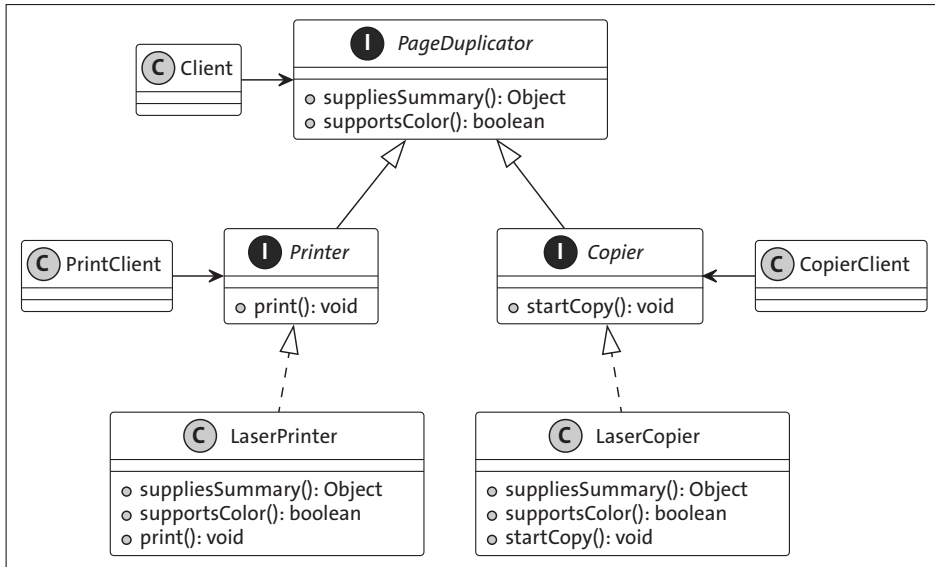 I PageDuplicator
C Client
suppliesSummary(): Object
supportsColor(): boolean
C PrintClient
I Printer
I Copier
C CopierClient
print(): void
startCopy(): void
C LaserPrinter
suppliesSummary(): Object
supportsColor(): boolean
print(): void
C LaserCopier
suppliesSummary(): Object
supportsColor(): boolean
startCopy(): void